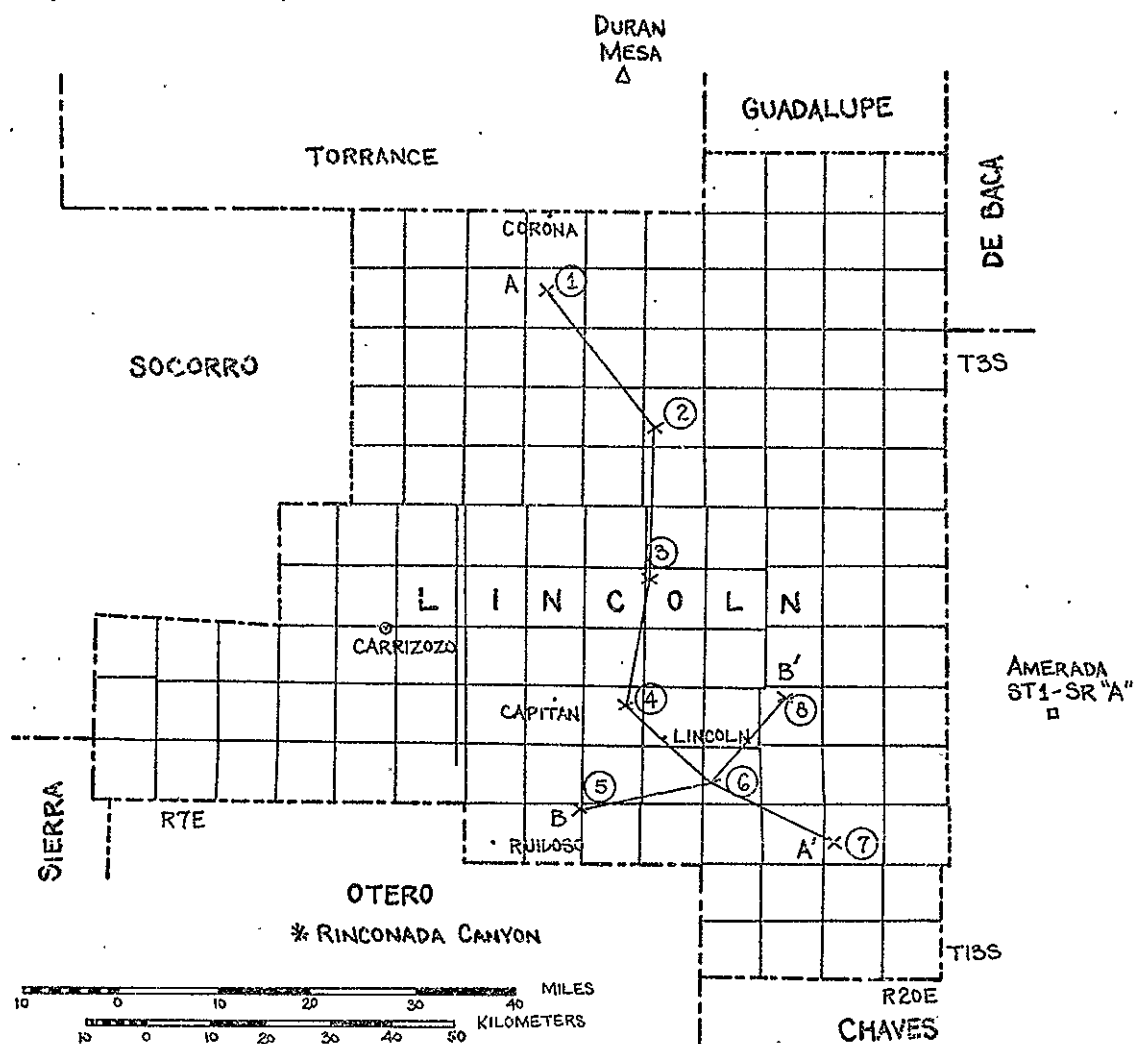 DURAN
MESA
GUADALUPE
TORRANCE
DE BACA
CORONA
A
1
SOCORRO
T3S
2
3
L I N C O L N
CARRIZOZO
B'
AMERADA
ST1-SR "A"
CAPITAN
4
8
LINCOLN
5
6
SIERRA
R7E
B
RUIDOSO
A'
7
OTERO
RINCONADA CANYON
T13S
10 0 10 20 30 40 MILES
R20E
10 0 10 20 30 40 50 KILOMETERS
CHAVES